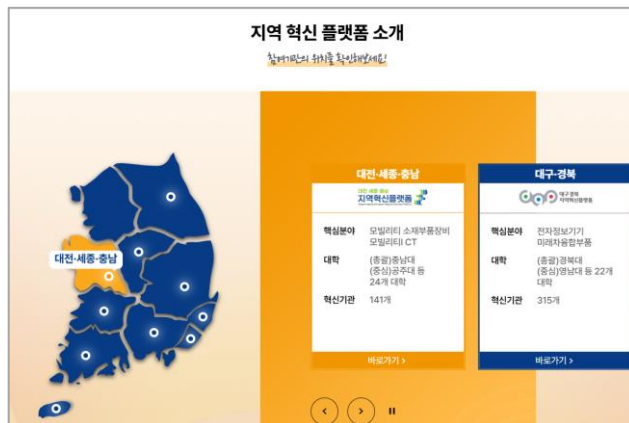 지역 혁신 플랫폼 소개
참여기관의 위치를 확인해보세요!
대전·세종·충남
대전·세종·충남
대전·세종·충남
지역혁신플랫폼
핵심분야 모빌리티 소재부품장비
모빌리티 ICT
대학 (총괄)충남대
(중심)공주대 등
24개 대학
혁신기관 141개
바로가기 >
대구·경북
대구·경북
지역혁신플랫폼
핵심분야 전자정보기기
미래차융합부품
대학 (총괄)경북대
(중심)영남대 등 22개
대학
혁신기관 315개
바로가기 >